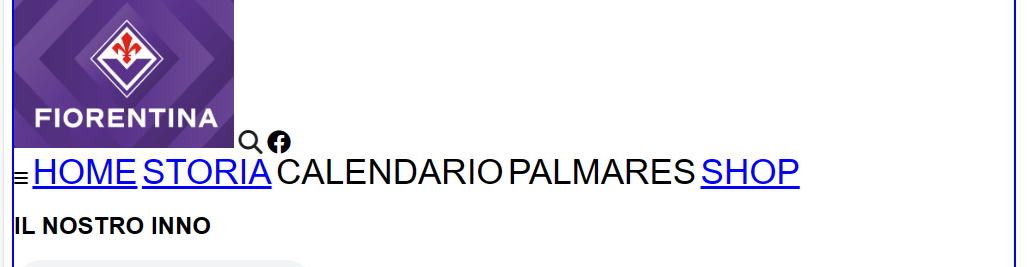 FIORENTINA
HOME STORIA CALENDARIO PALMARES SHOP
IL NOSTRO INNO